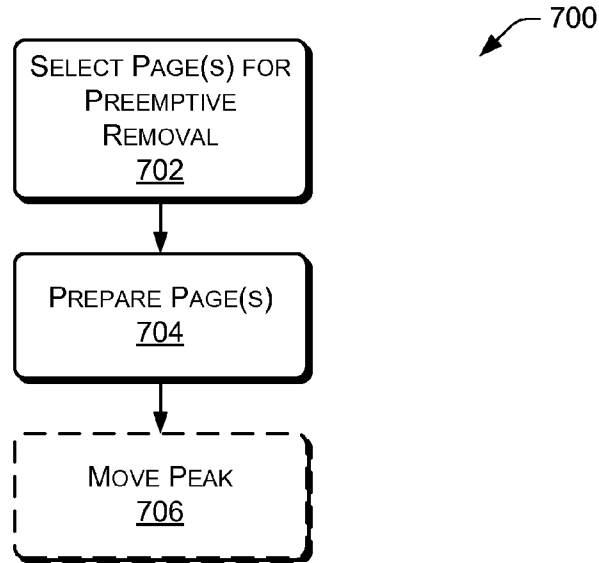 700
SELECT PAGE(S) FOR
PREEMPTIVE
REMOVAL
702
PREPARE PAGE(S)
704
MOVE PEAK
706